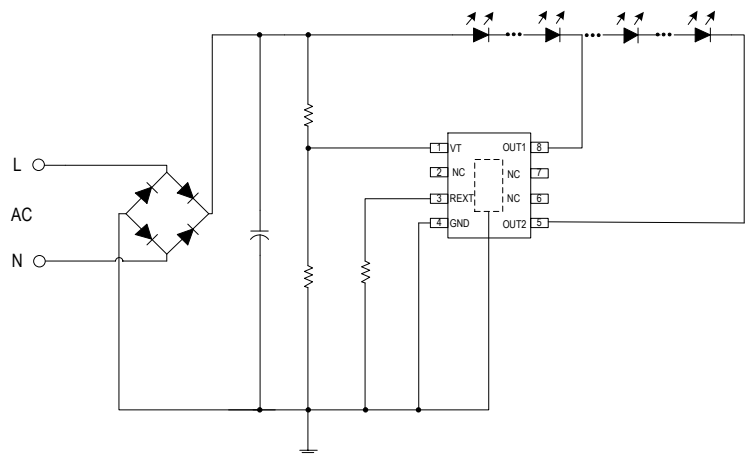 L
AC
N
1 VT OUT1 8
2 NC NC 7
3 REXT NC 6
4 GND OUT2 5